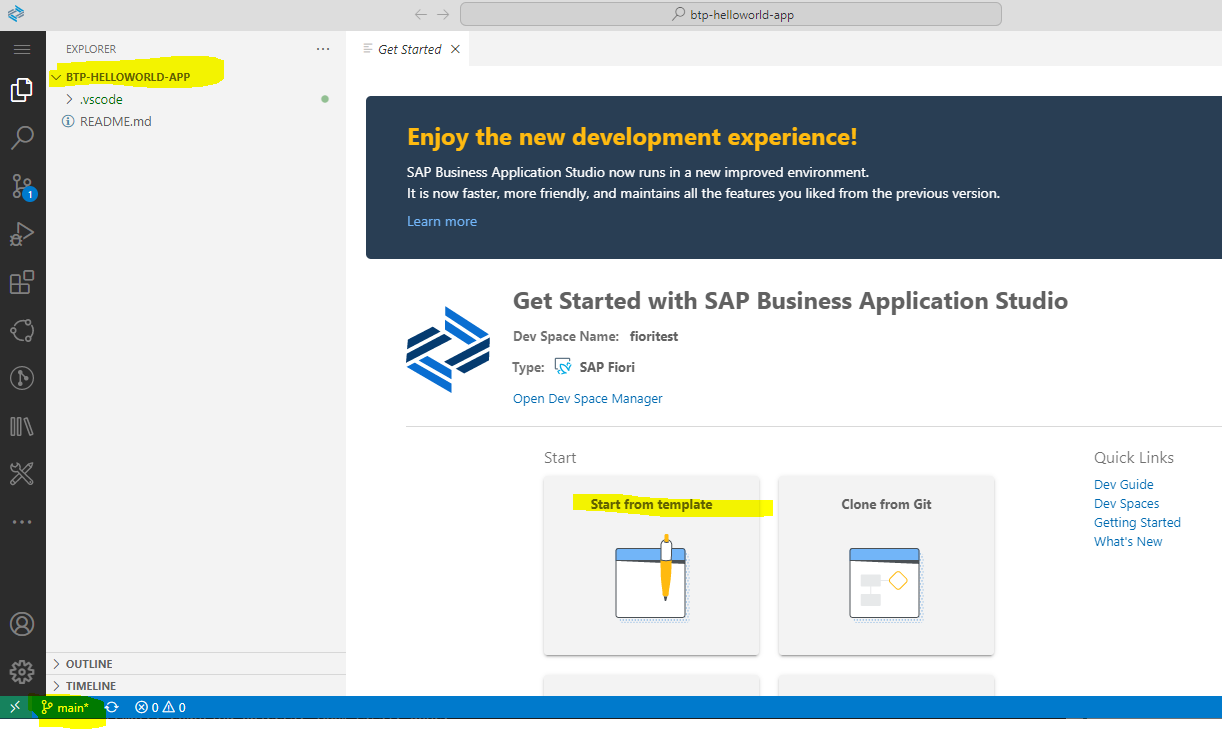 btp-helloworld-app
EXPLORER
Get Started
BTP-HELLOWORLD-APP
.vscode
README.md
1
Enjoy the new development experience!
SAP Business Application Studio now runs in a new improved environment.
It is now faster, more friendly, and maintains all the features you liked from the previous version.
Learn more
Get Started with SAP Business Application Studio
Dev Space Name: fioritest
Type: SAP Fiori
Open Dev Space Manager
Start
Start from template
Clone from Git
Quick Links
Dev Guide
Dev Spaces
Getting Started
What's New
OUTLINE
TIMELINE
main* 0 0